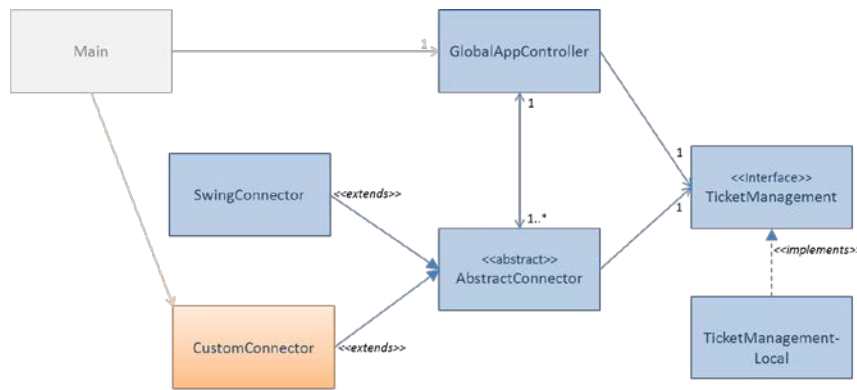 Main
1
GlobalAppController
1
SwingConnector
<<extends>>
1
<<Interface>>
TicketManagement
1
1..*
<<abstract>>
AbstractConnector
<<implements>>
CustomConnector
<<extends>>
TicketManagement-
Local